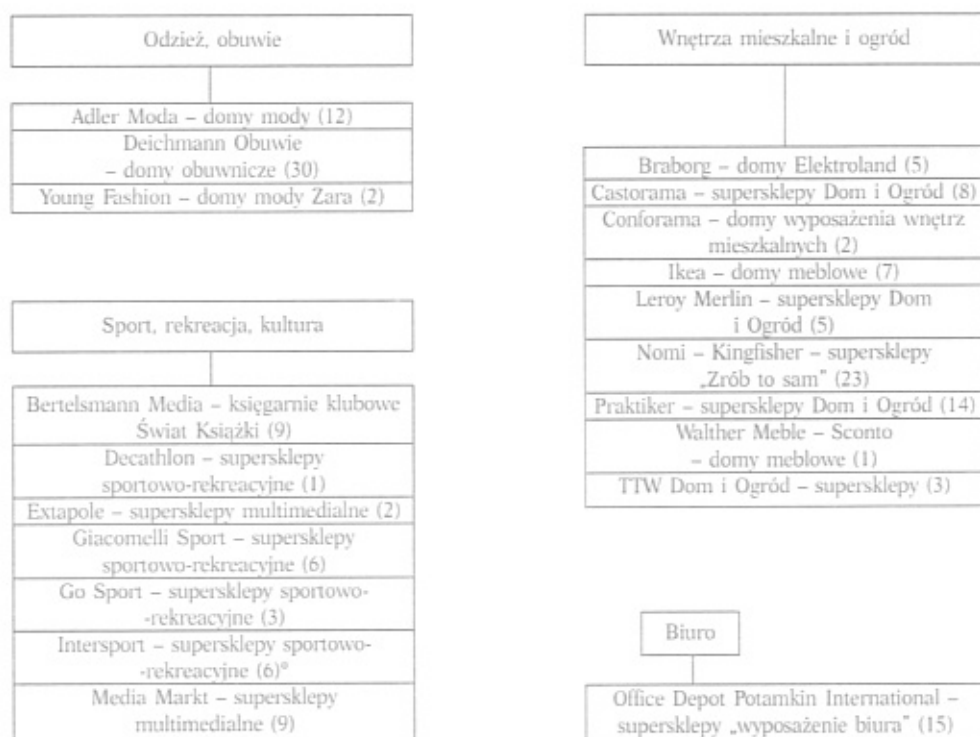 Odzież, obuwie
Adler Moda – domy mody (12)
Deichmann Obuwie
– domy obuwnicze (30)
Young Fashion – domy mody Zara (2)
Sport, rekreacja, kultura
Bertelsmann Media – księgarnie klubowe
Świat Książki (9)
Decathlon – supersklepy
sportowo-rekreacyjne (1)
Extapole – supersklepy multimedialne (2)
Giacomelli Sport – supersklepy
sportowo-rekreacyjne (6)
Go Sport – supersklepy sportowo-
-rekreacyjne (3)
Intersport – supersklepy sportowo-
-rekreacyjne (6)°
Media Markt – supersklepy
multimedialne (9)
Wnętrza mieszkalne i ogród
Braborg – domy Elektroland (5)
Castorama – supersklepy Dom i Ogród (8)
Conforama – domy wyposażenia wnętrz
mieszkalnych (2)
Ikea – domy meblowe (7)
Leroy Merlin – supersklepy Dom
i Ogród (5)
Nomi – Kingfisher – supersklepy
„Zrób to sam” (23)
Praktiker – supersklepy Dom i Ogród (14)
Walther Meble – Sconto
– domy meblowe (1)
TTW Dom i Ogród – supersklepy (3)
Biuro
Office Depot Potamkin International –
supersklepy „wyposażenie biura” (15)